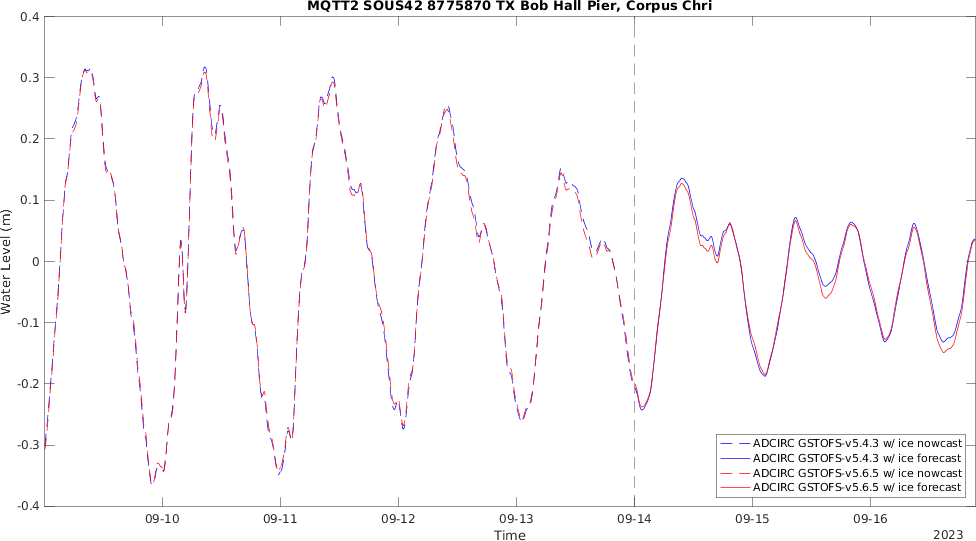 MQTT2 SOUS42 8775870 TX Bob Hall Pier, Corpus Chri
0.4
0.3
0.2
0.1
0
-0.1
-0.2
-0.3
-0.4
Water Level (m)
09-10 09-11 09-12 09-13 09-14 09-15 09-16
Time
2023
ADCIRC GSTOFS-v5.4.3 w/ ice nowcast
ADCIRC GSTOFS-v5.4.3 w/ ice forecast
ADCIRC GSTOFS-v5.6.5 w/ ice nowcast
ADCIRC GSTOFS-v5.6.5 w/ ice forecast